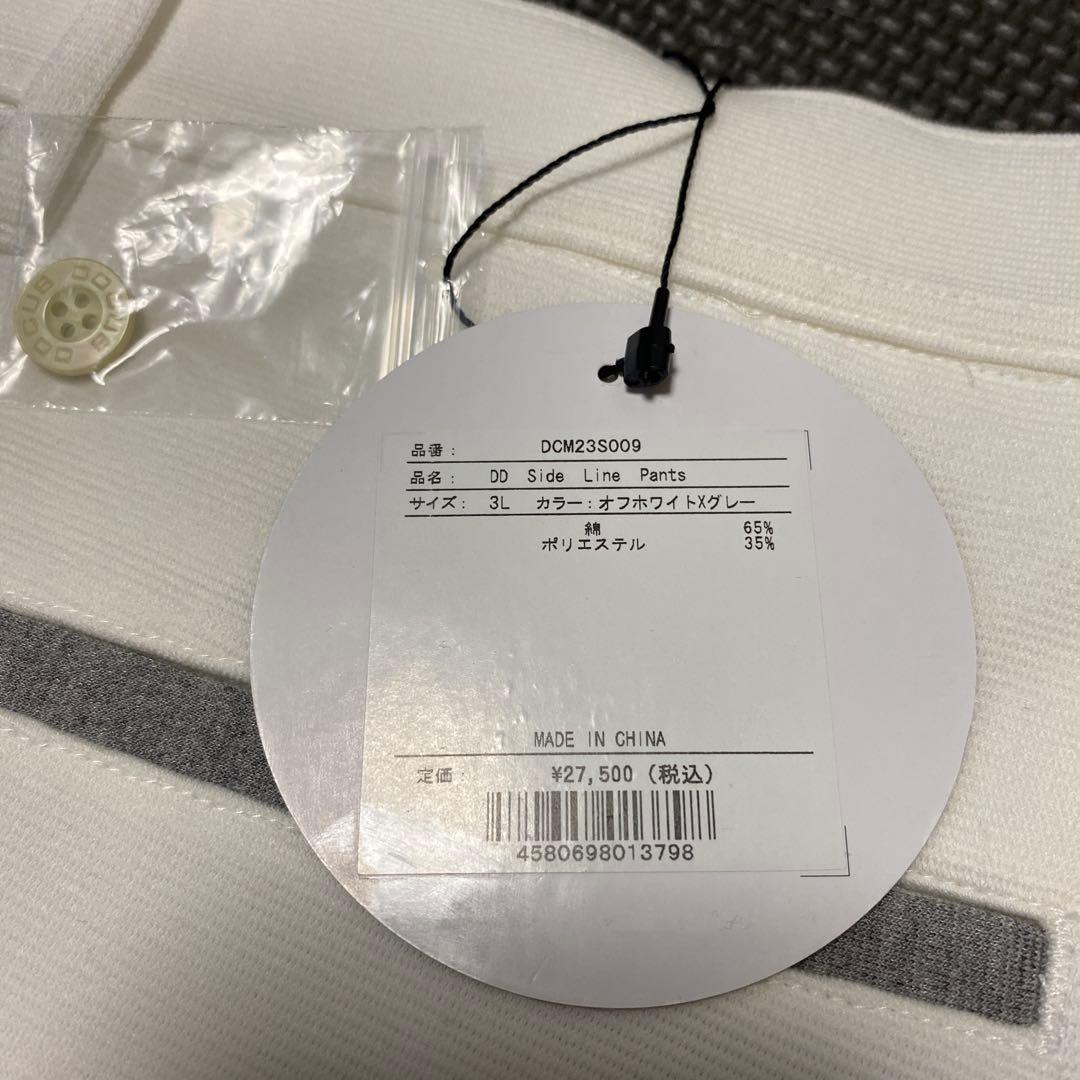 DOCUB DOCUB
品番: DCM23S009
品名: DD Side Line Pants
サイズ: 3L カラー:オフホワイトXグレー
綿 65%
ポリエステル 35%
MADE IN CHINA
定価: ¥27,500(税込)
4580698013798